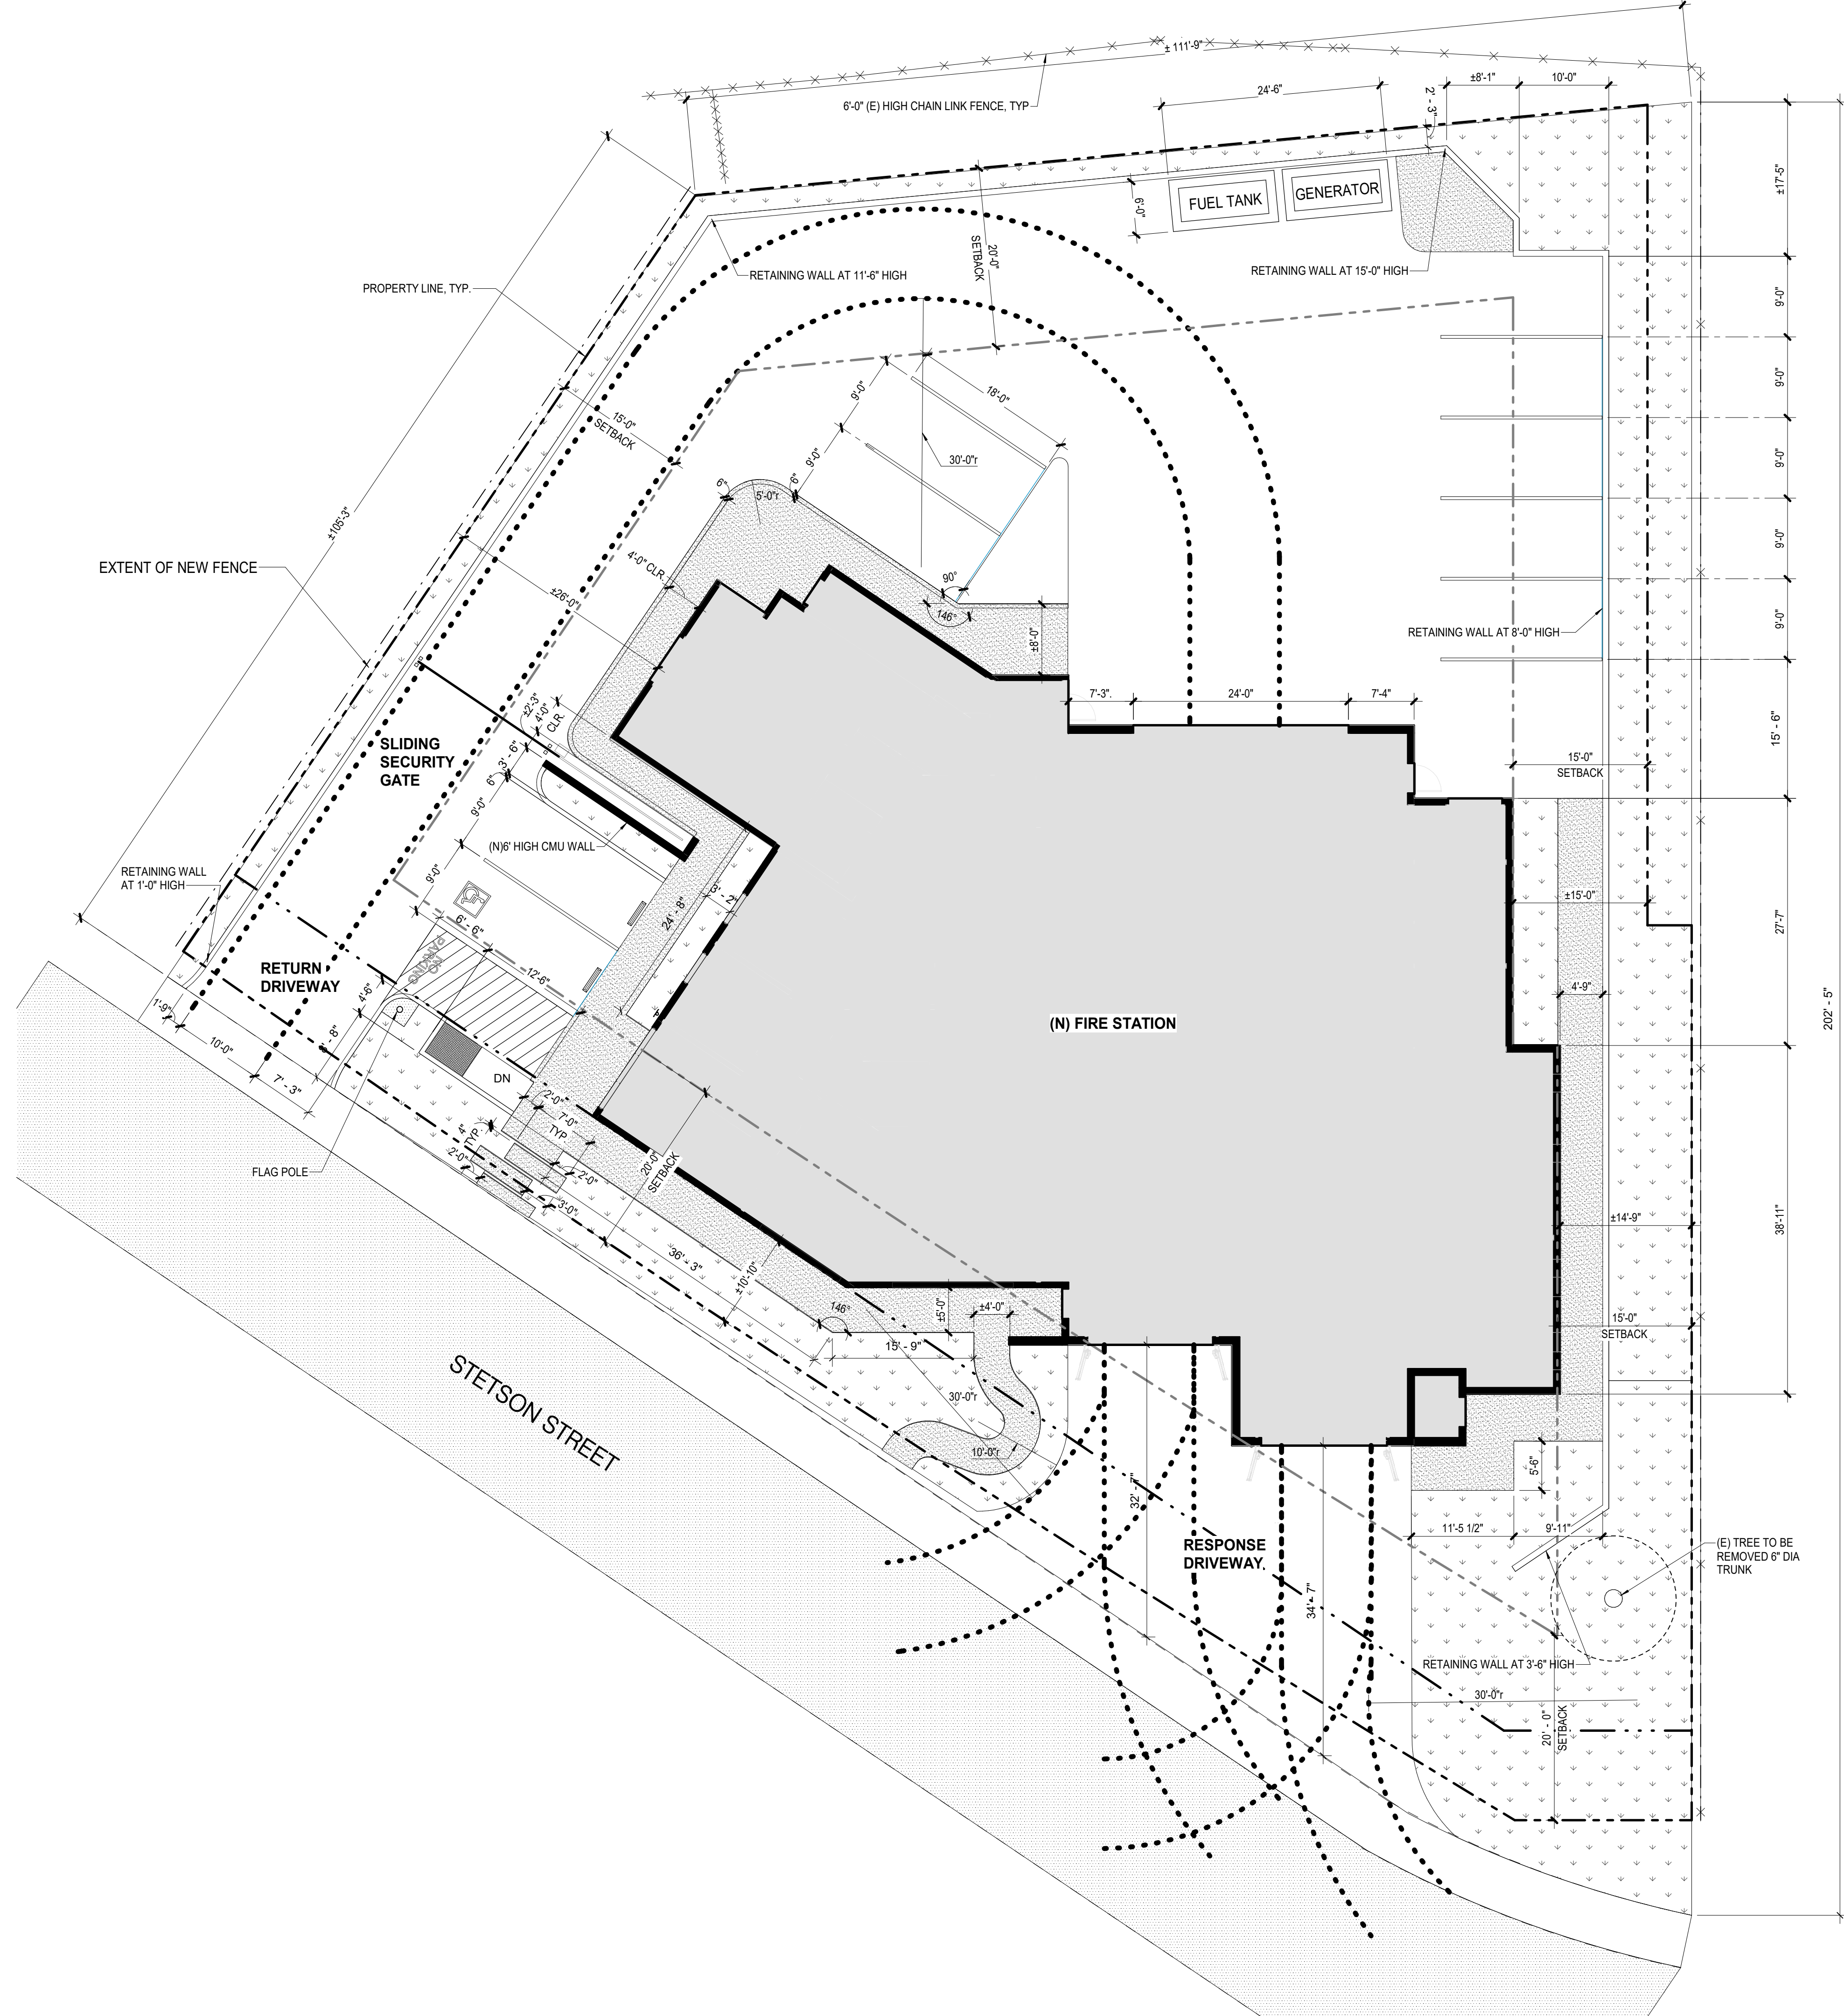 ± 111'-9"
6'-0" (E) HIGH CHAIN LINK FENCE, TYP
24'-6"
2' - 3"
±8'-1"
10'-0"
±17'-5"
FUEL TANK
GENERATOR
6'-0"
20'-0"
SETBACK
RETAINING WALL AT 11'-6" HIGH
RETAINING WALL AT 15'-0" HIGH
PROPERTY LINE, TYP.
9'-0"
9'-0"
9'-0"
9'-0"
9'-0"
15'-0"
SETBACK
9'-0"
9'-0"
18'-0"
30'-0"r
6"
5'-0"r
6"
±105'-3"
EXTENT OF NEW FENCE
4'-0" CLR
±26'-0"
90°
146°
±8'-0"
RETAINING WALL AT 8'-0" HIGH
7'-3".
24'-0"
7'-4"
15' - 6"
15'-0"
SETBACK
SLIDING
SECURITY
GATE
±2'-3"
4'-0"
CLR
3' - 6"
6"
9'-0"
9'-0"
(N)6' HIGH CMU WALL
RETAINING WALL
AT 1'-0" HIGH
3' - 2"
24' - 8"
±15'-0"
27'-7"
6' - 6"
NO
PARKING
12'-6"
RETURN
DRIVEWAY
4'-6"
4'-9"
202' - 5"
(N) FIRE STATION
1'-9"
10'-0"
7' - 3"
DN
2'-0"
7'-0"
TYP
4"
TYP.
2'-0"
2'-0"
3'-0"
FLAG POLE
20'-0"
SETBACK
36' - 3"
±10'-10"
146°
±5'-0"
±4'-0"
15' - 9"
±14'-9"
38'-11"
15'-0"
SETBACK
STETSON STREET
30'-0"r
10'-0"r
32' - 7"
5'-6"
11'-5 1/2"
9'-11"
RESPONSE
DRIVEWAY
34' - 7"
(E) TREE TO BE
REMOVED 6" DIA
TRUNK
RETAINING WALL AT 3'-6" HIGH
30'-0"r
20' - 0"
SETBACK